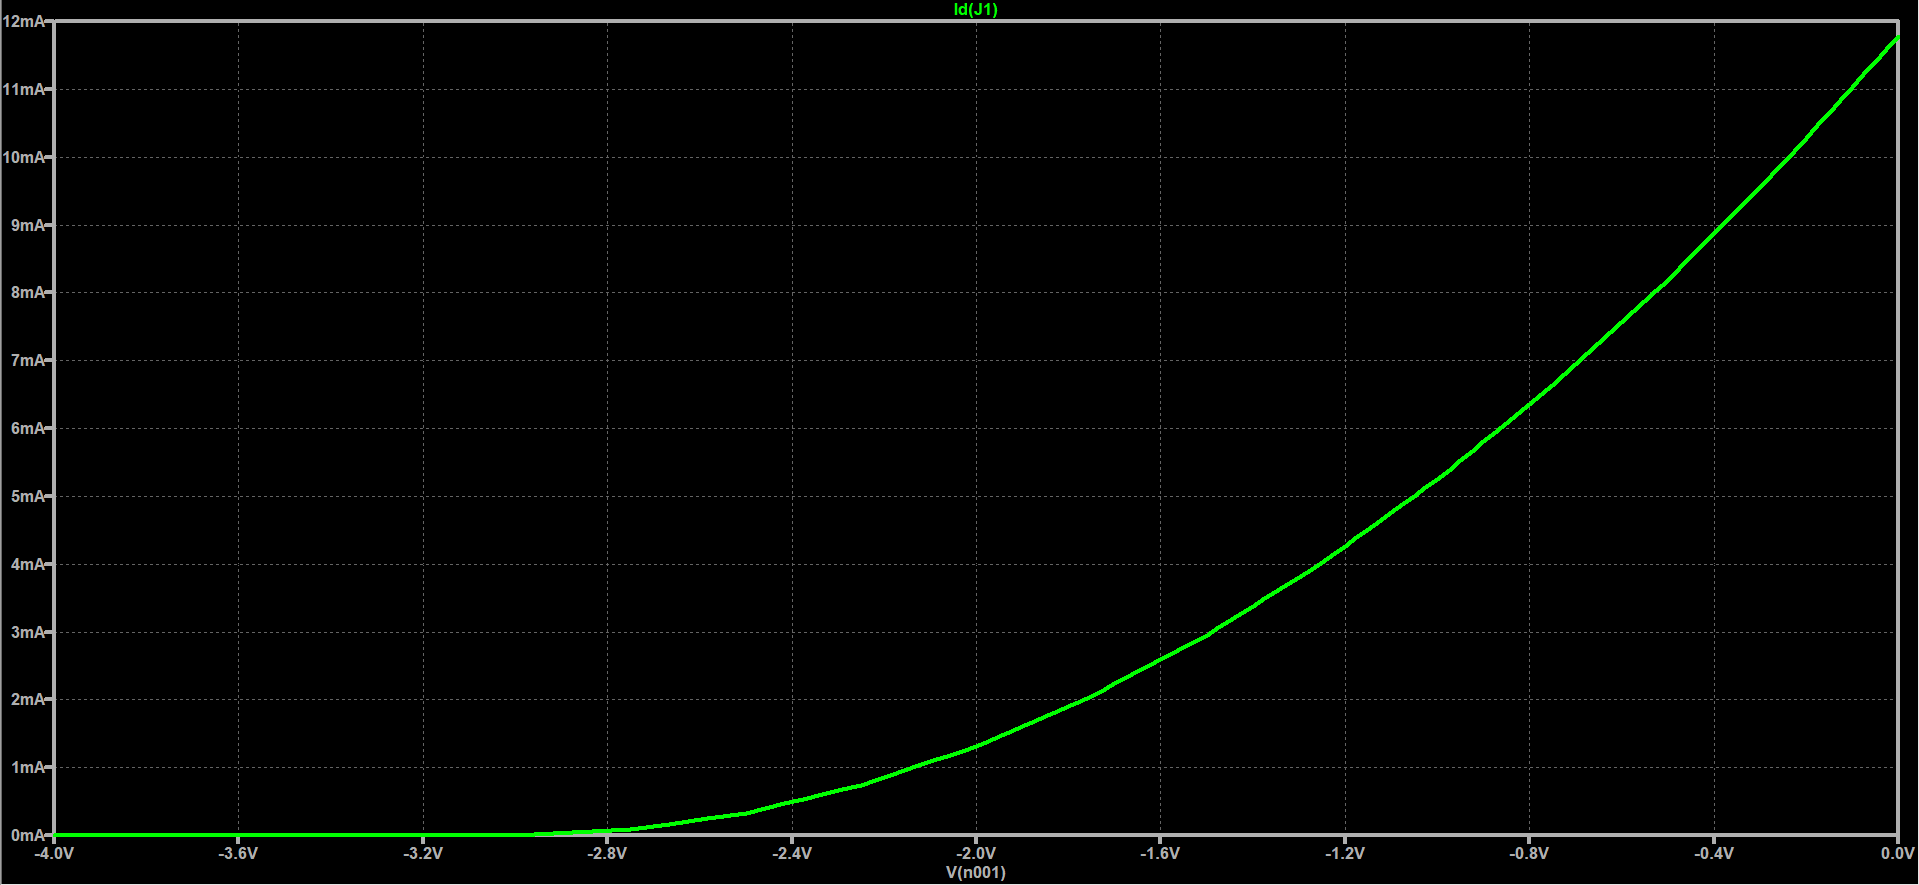 Id(J1)
12mA
11mA
10mA
9mA
8mA
7mA
6mA
5mA
4mA
3mA
2mA
1mA
0mA
-4.0V -3.6V -3.2V -2.8V -2.4V -2.0V -1.6V -1.2V -0.8V -0.4V 0.0V
V(n001)